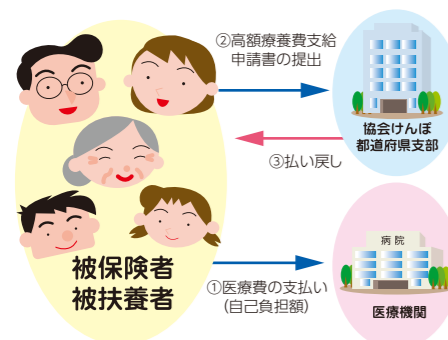 ②高額療養費支給
申請書の提出
協会けんぽ
都道府県支部
③払い戻し
病院
被保険者
被扶養者
①医療費の支払い
(自己負担額)
医療機関